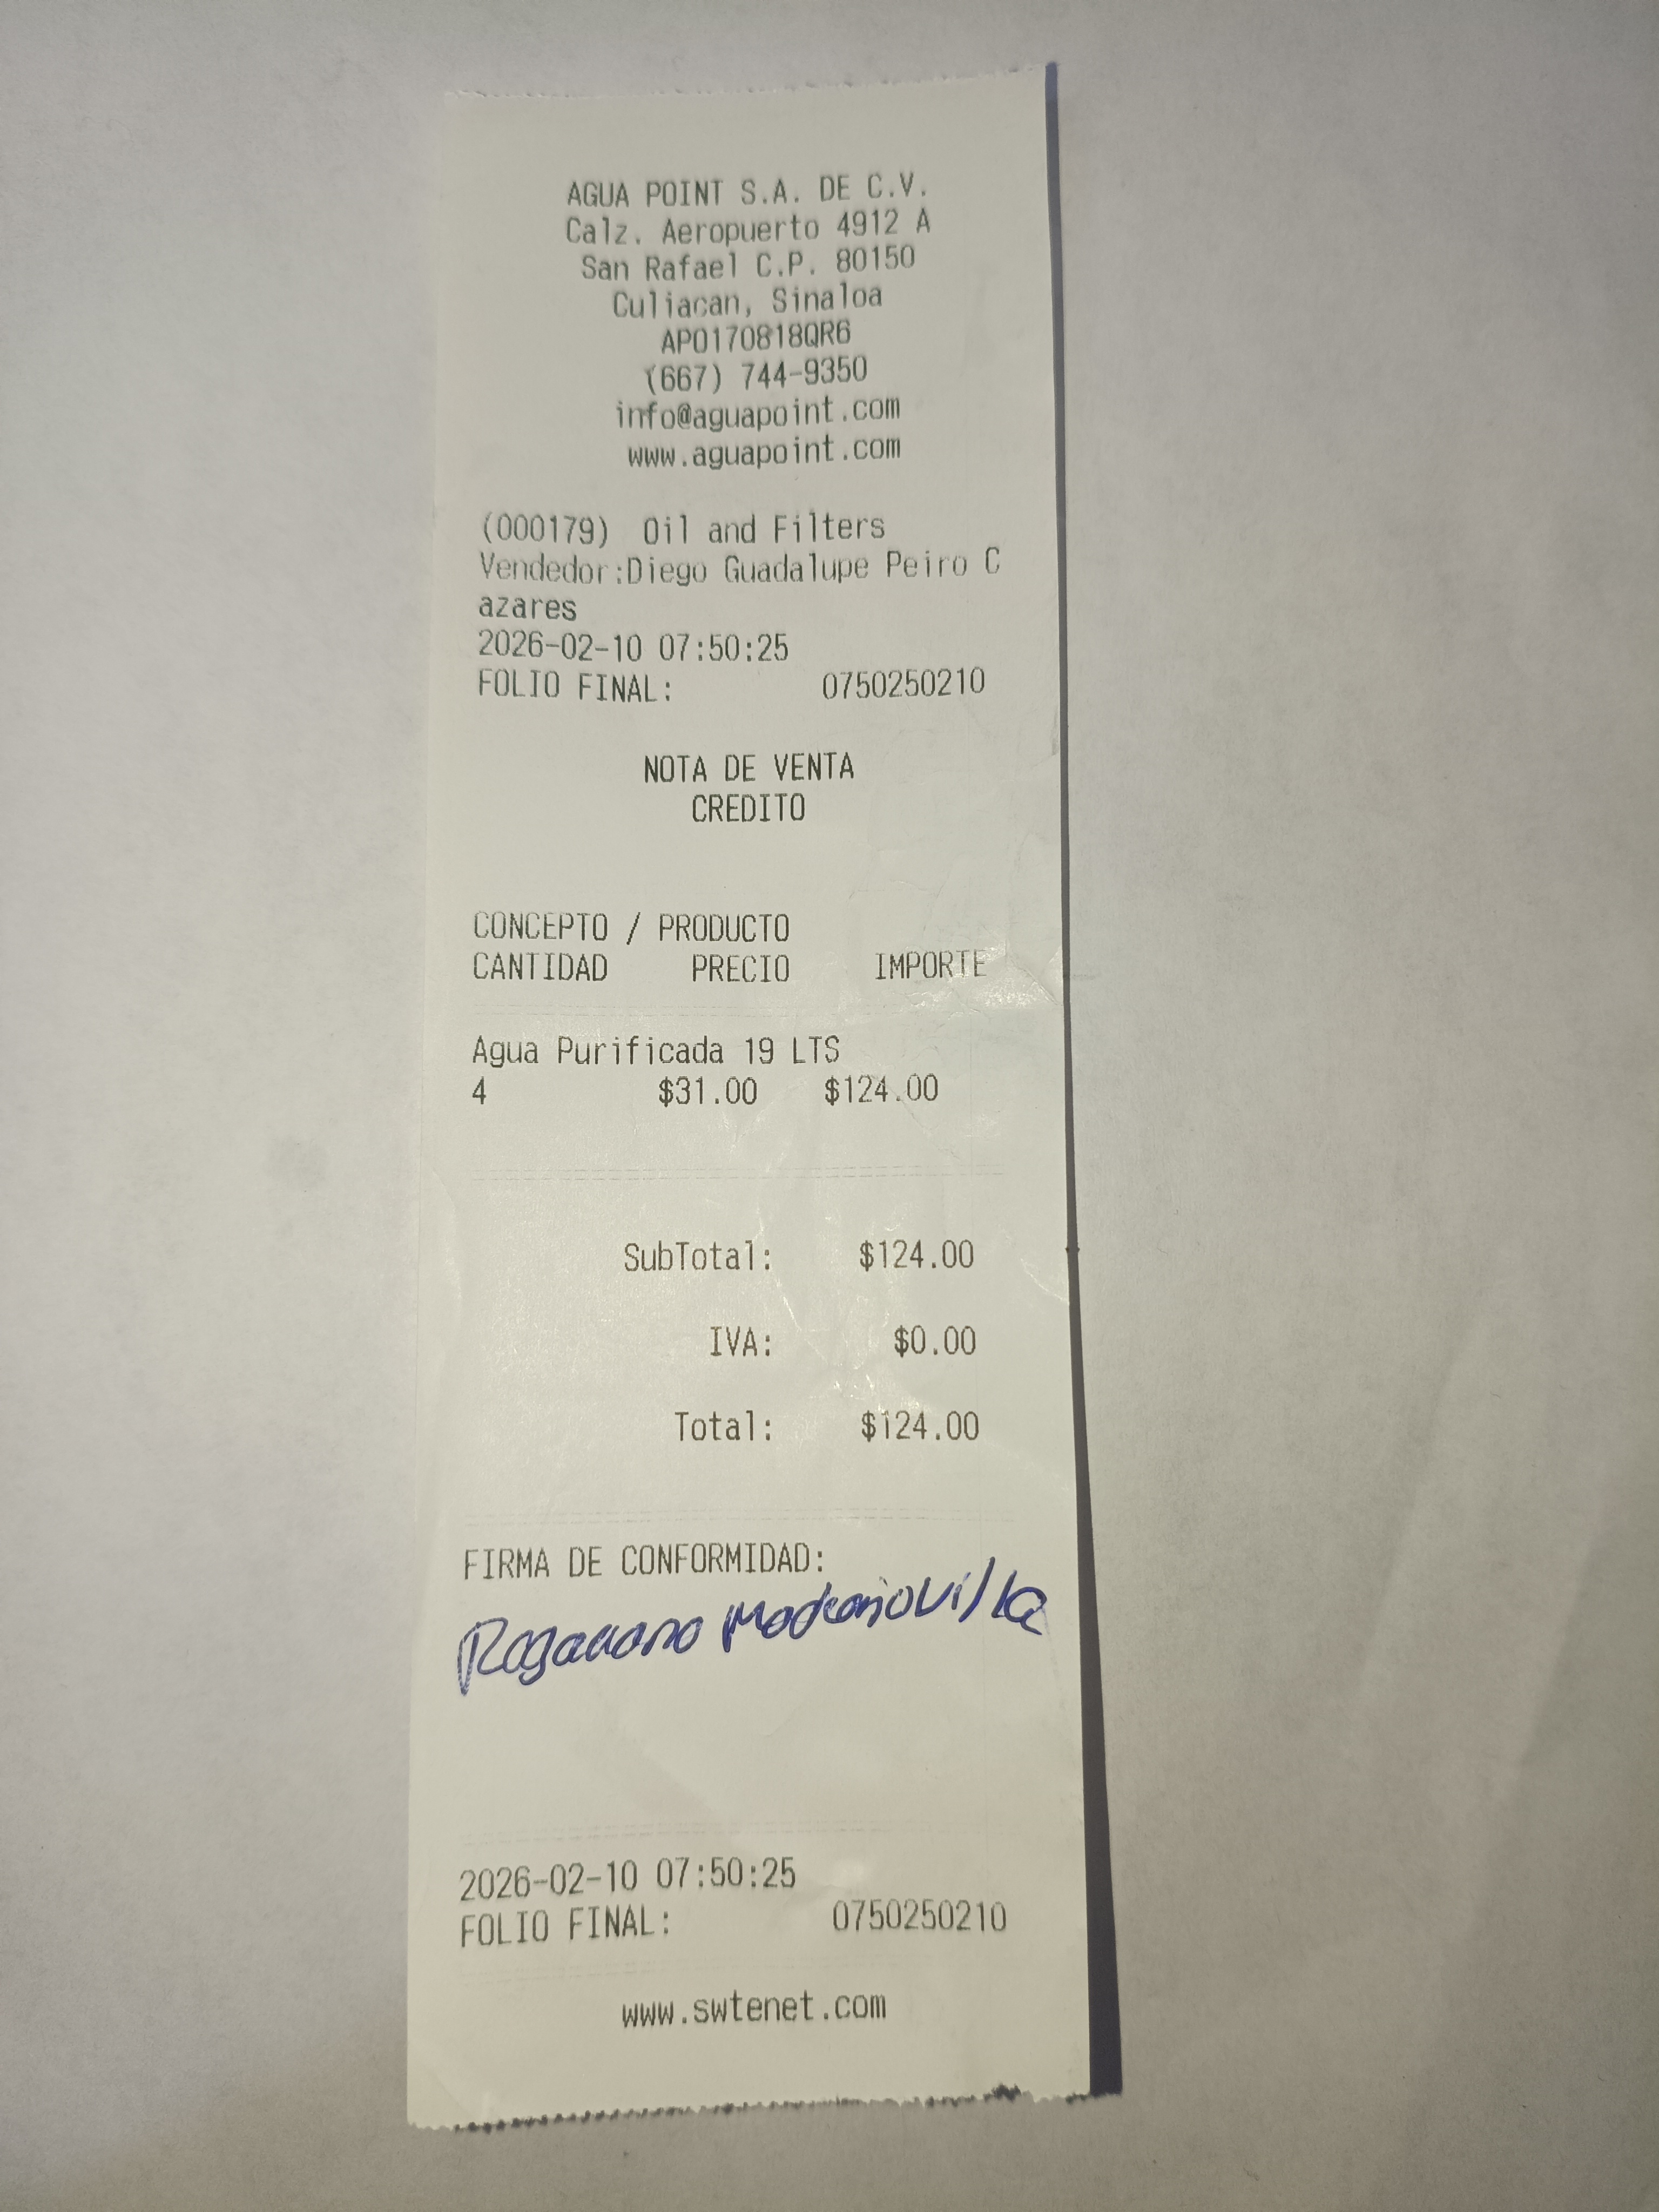 AGUA POINT S.A. DE C.V.
Calz. Aeropuerto 4912 A
San Rafael C.P. 80150
Culiacan, Sinaloa
APO170818QR6
(667) 744-9350
info@aguapoint.com
www.aguapoint.com
(000179) Oil and Filters
Vendedor:Diego Guadalupe Peiro C
azares
2026-02-10 07:50:25
FOLIO FINAL: 0750250210
NOTA DE VENTA
CREDITO
CONCEPTO / PRODUCTO
CANTIDAD PRECIO IMPORTE
Agua Purificada 19 LTS
4 $31.00 $124.00
SubTotal: $124.00
IVA: $0.00
Total: $124.00
FIRMA DE CONFORMIDAD:
2026-02-10 07:50:25
FOLIO FINAL: 0750250210
www.swtenet.com